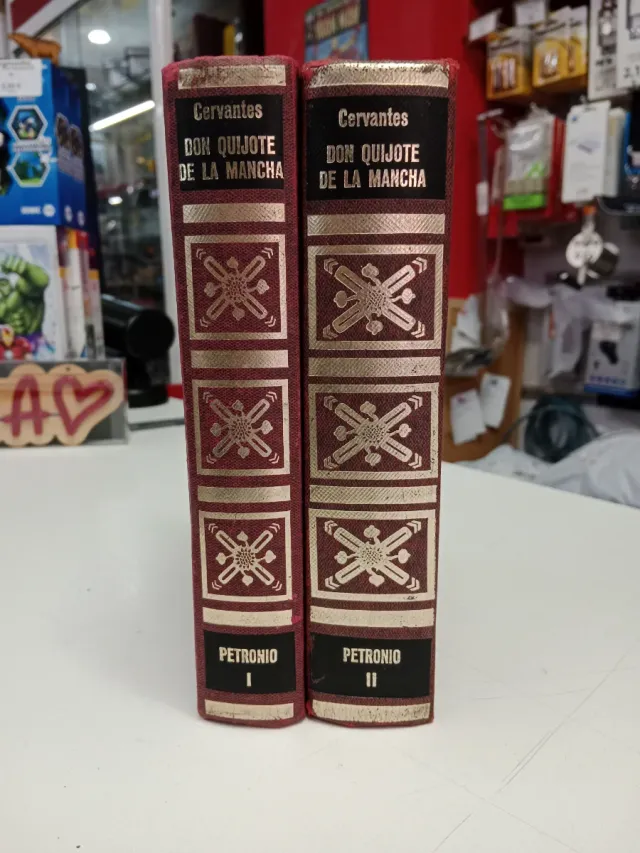 Cervantes
DON QUIJOTE
DE LA MANCHA
PETRONIO
I
Cervantes
DON QUIJOTE
DE LA MANCHA
PETRONIO
II
A